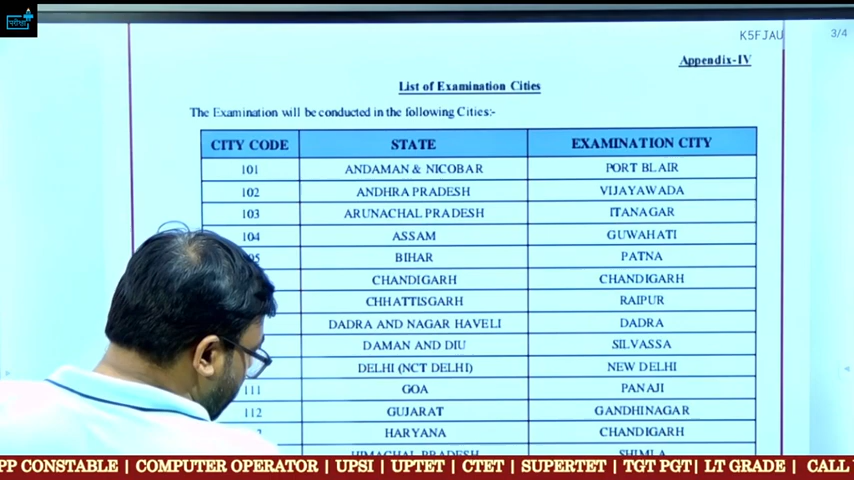 परीक्षा
K5FJAU
3/4
Appendix-IV
List of Examination Cities
The Examination will be conducted in the following Cities:-
CITY CODE STATE EXAMINATION CITY
101 ANDAMAN & NICOBAR PORT BLAIR
102 ANDHRA PRADESH VIJAYAWADA
103 ARUNACHAL PRADESH ITANAGAR
104 ASSAM GUWAHATI
05 BIHAR PATNA
CHANDIGARH CHANDIGARH
CHHATTISGARH RAIPUR
DADRA AND NAGAR HAVELI DADRA
DAMAN AND DIU SILVASSA
DELHI (NCT DELHI) NEW DELHI
111 GOA PANAJI
112 GUJARAT GANDHINAGAR
HARYANA CHANDIGARH
HIMACHAL PRADESH SHIMLA
PP CONSTABLE | COMPUTER OPERATOR | UPSI | UPTET | CTET | SUPERTET | TGT PGT| LT GRADE | CALL